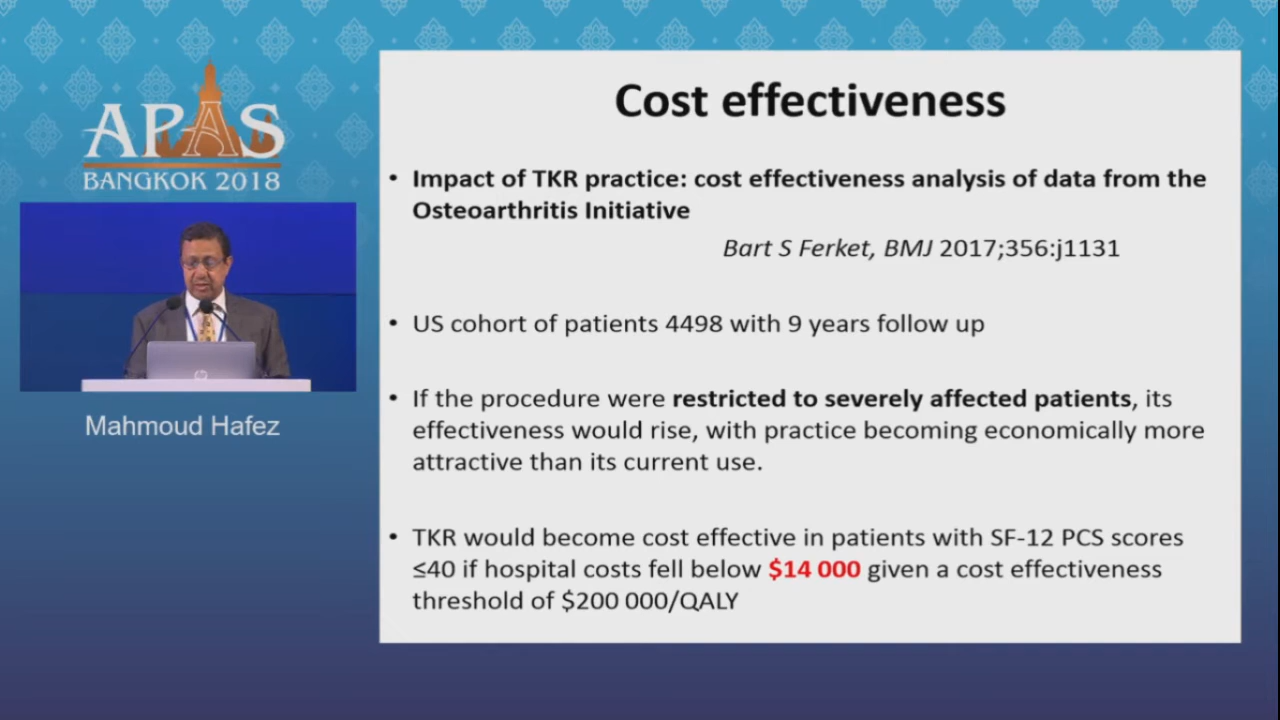 APAS
BANGKOK 2018
Mahmoud Hafez
Cost effectiveness
• Impact of TKR practice: cost effectiveness analysis of data from the
Osteoarthritis Initiative
Bart S Ferket, BMJ 2017;356:j1131
• US cohort of patients 4498 with 9 years follow up
• If the procedure were restricted to severely affected patients, its
effectiveness would rise, with practice becoming economically more
attractive than its current use.
• TKR would become cost effective in patients with SF-12 PCS scores
≤40 if hospital costs fell below $14 000 given a cost effectiveness
threshold of $200 000/QALY